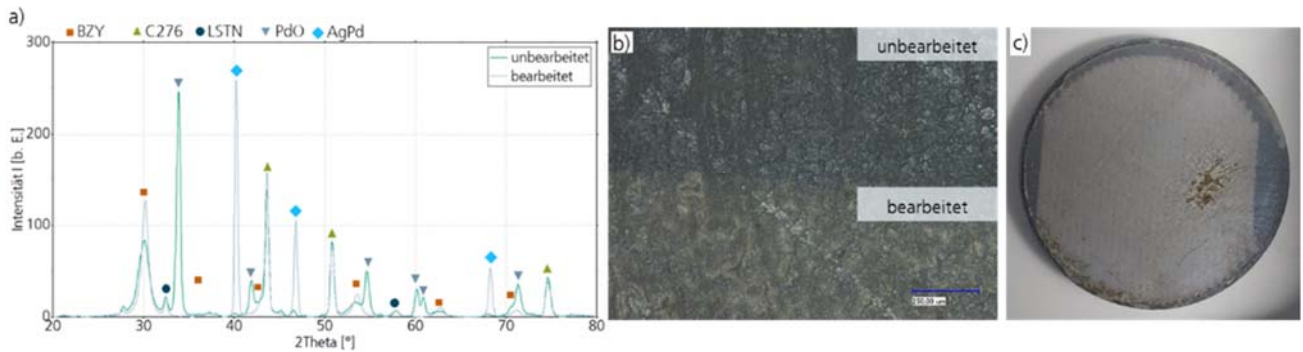 a)
BZY C276 LSTN PdO AgPd
300
200
100
0
Intensität I [b. E.]
20 30 40 50 60 70 80
2Theta [°]
unbearbeitet
bearbeitet
b)
unbearbeitet
bearbeitet
c)